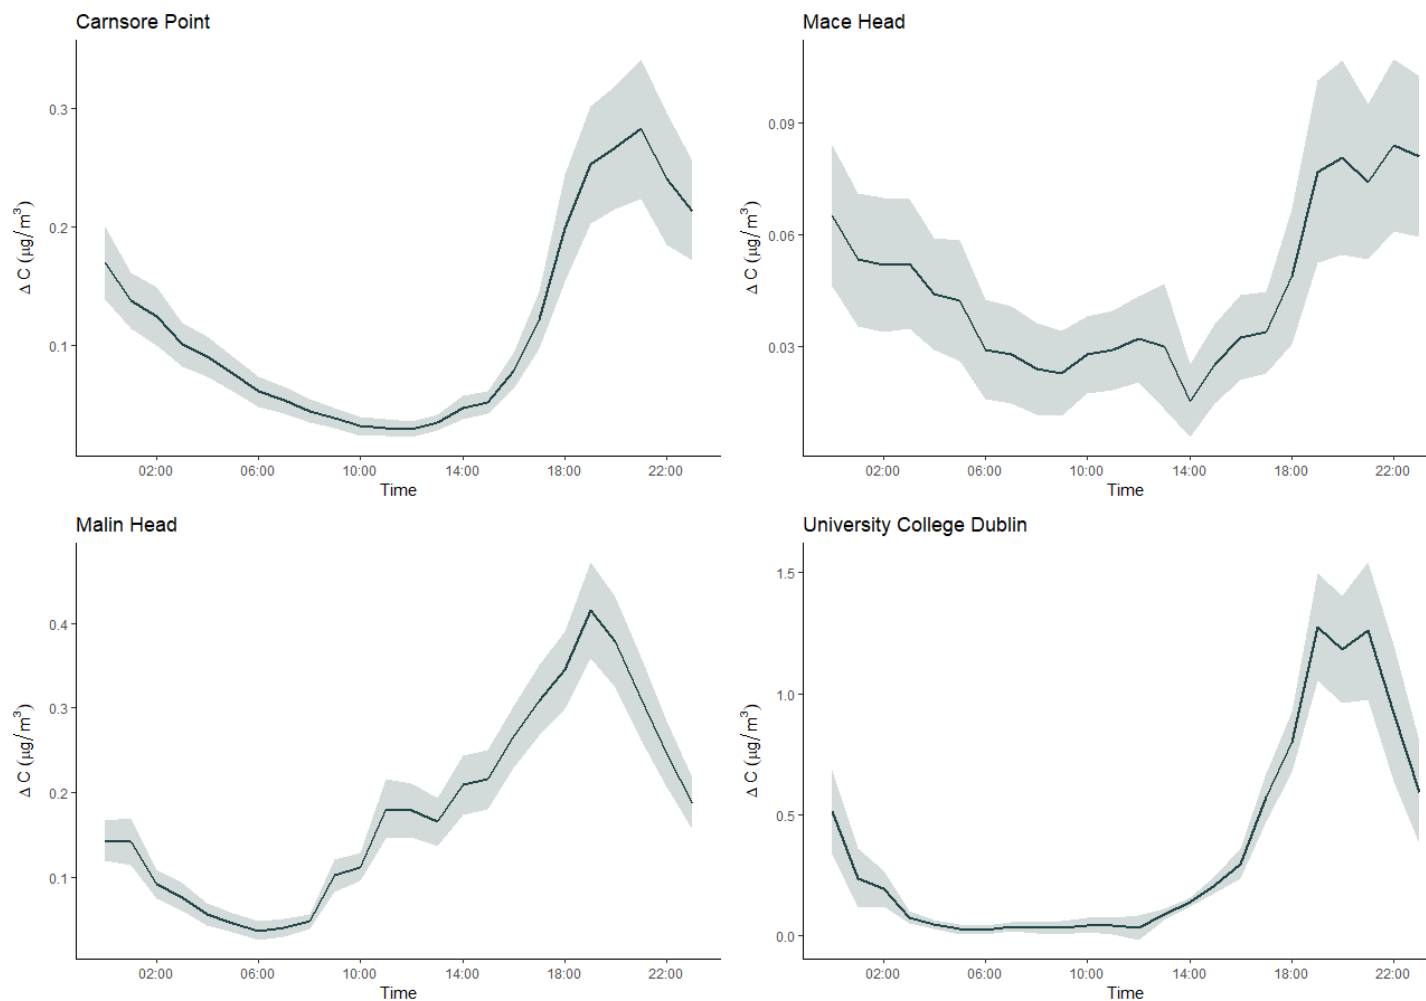 Carnsore Point
0.3
0.2
0.1
Δ C (μg/m³)
02:00 06:00 10:00 14:00 18:00 22:00
Time
Mace Head
0.09
0.06
0.03
Δ C (μg/m³)
02:00 06:00 10:00 14:00 18:00 22:00
Time
Malin Head
0.4
0.3
0.2
0.1
Δ C (μg/m³)
02:00 06:00 10:00 14:00 18:00 22:00
Time
University College Dublin
1.5
1.0
0.5
0.0
Δ C (μg/m³)
02:00 06:00 10:00 14:00 18:00 22:00
Time